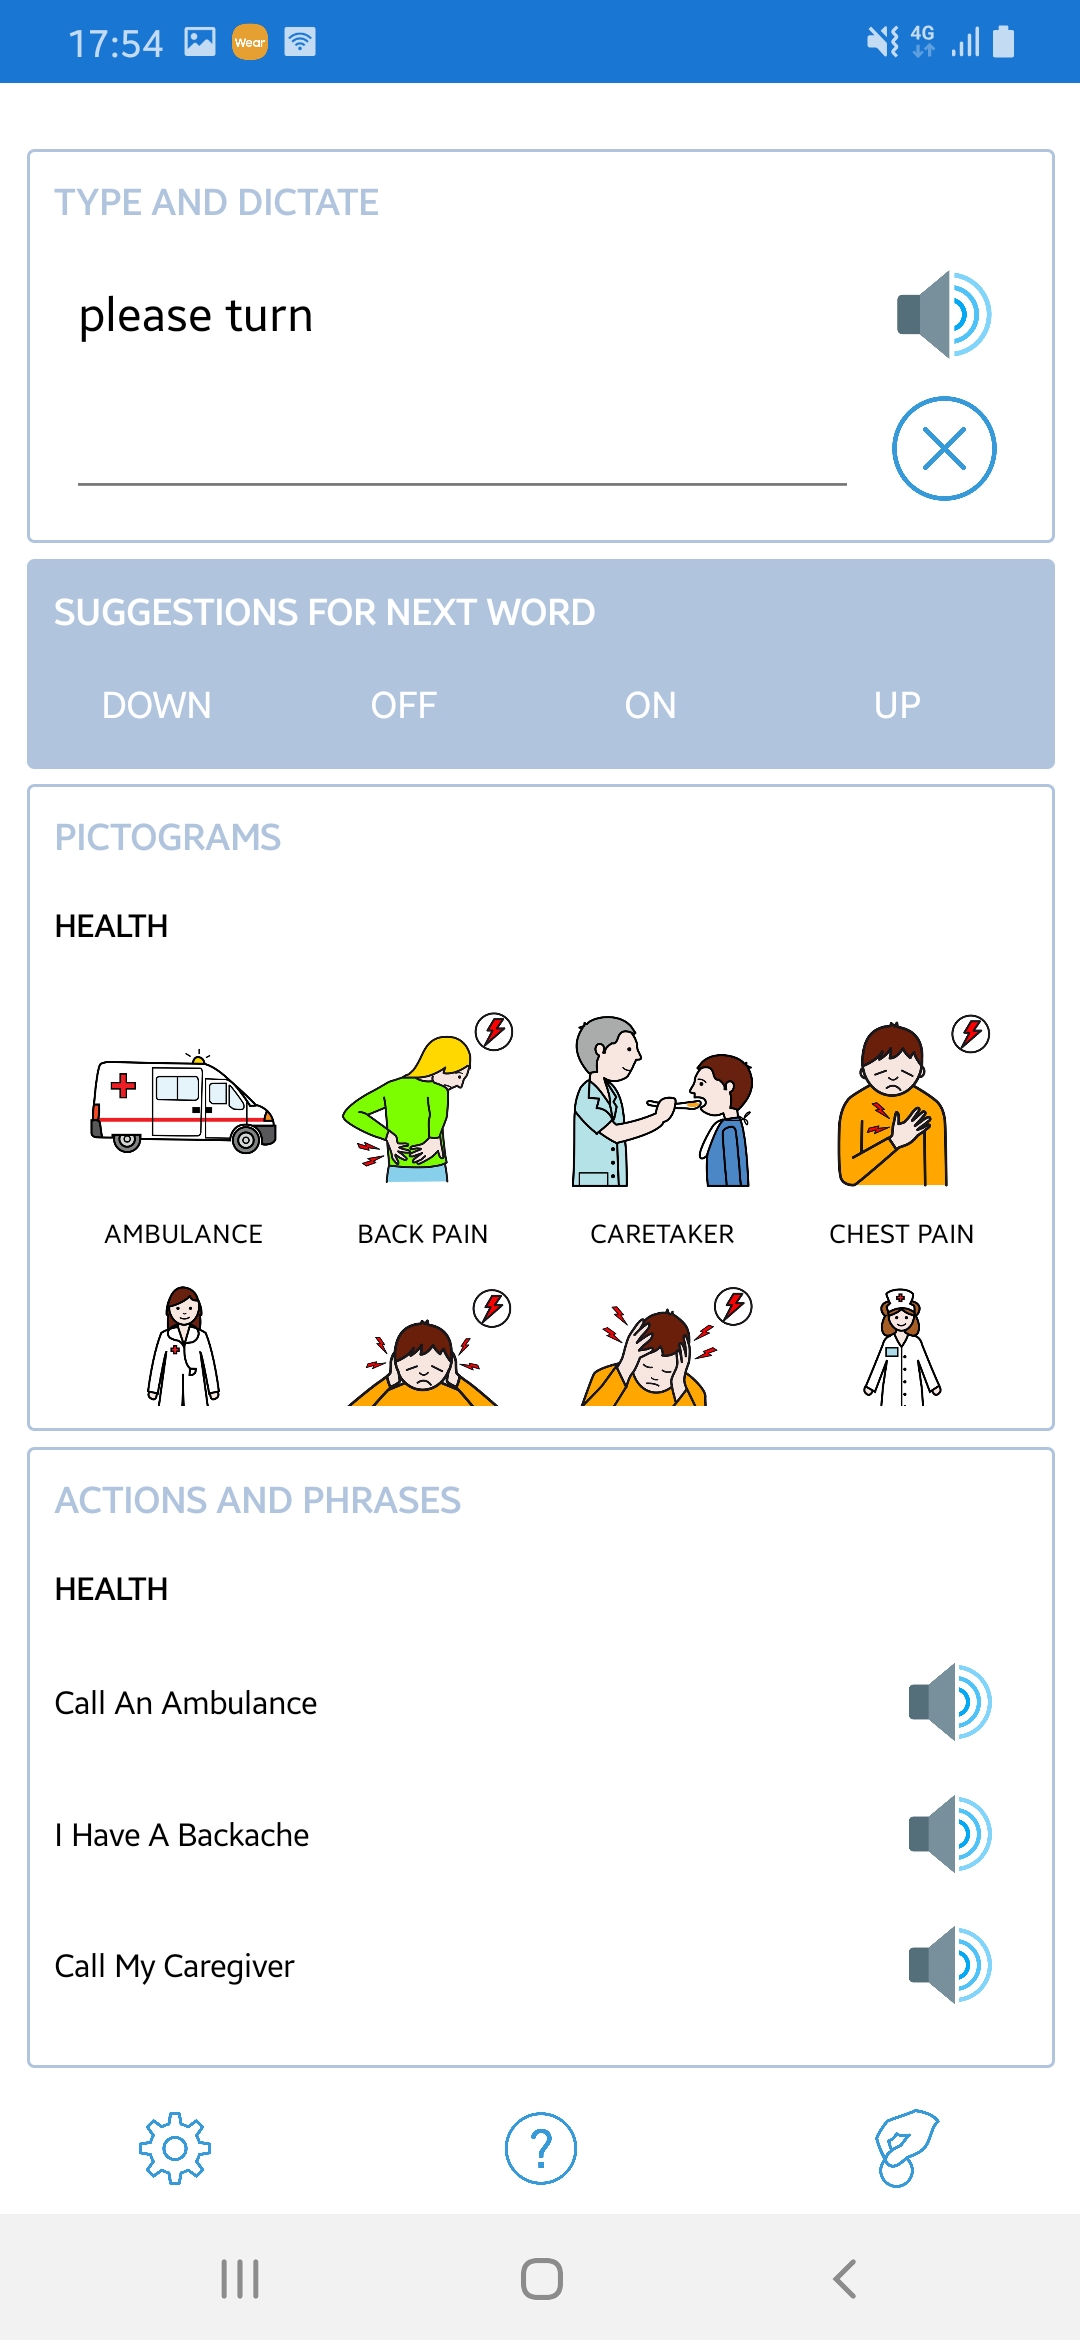 17:54 Wear 4G
TYPE AND DICTATE
please turn
SUGGESTIONS FOR NEXT WORD
DOWN OFF ON UP
PICTOGRAMS
HEALTH
AMBULANCE BACK PAIN CARETAKER CHEST PAIN
ACTIONS AND PHRASES
HEALTH
Call An Ambulance
I Have A Backache
Call My Caregiver
?